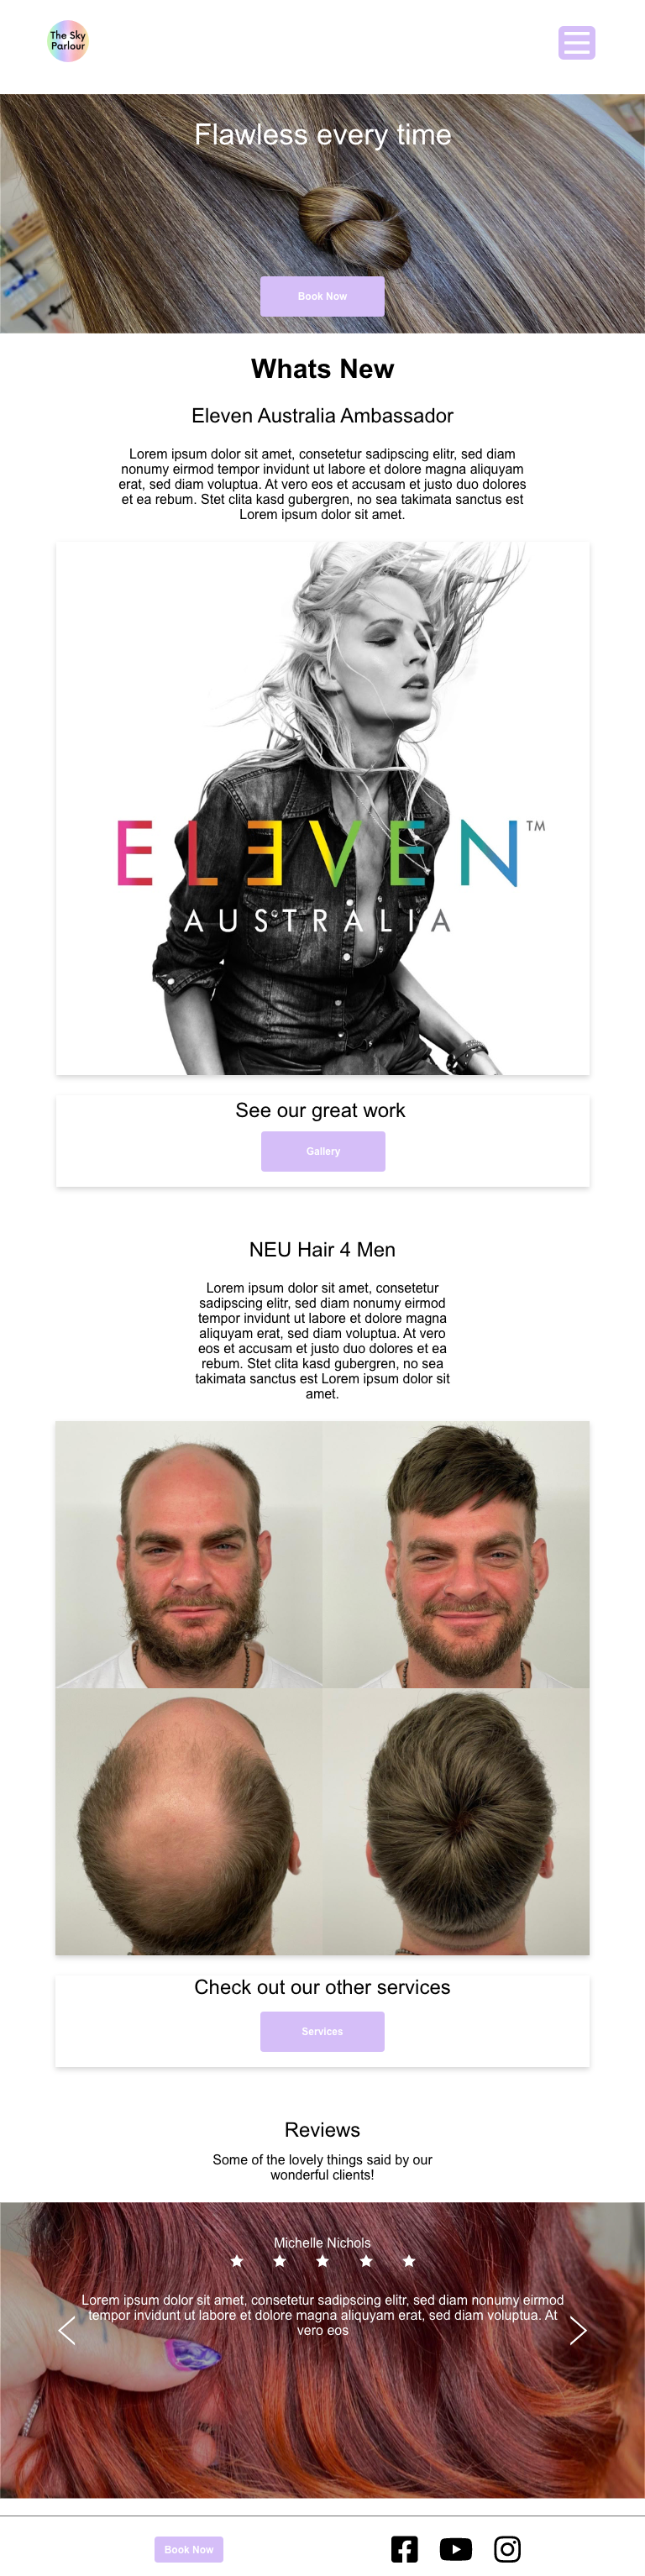 The Sky
Parlour
Flawless every time
Book Now
Whats New
Eleven Australia Ambassador
Lorem ipsum dolor sit amet, consetetur sadipscing elitr, sed diam
nonumy eirmod tempor invidunt ut labore et dolore magna aliquyam
erat, sed diam voluptua. At vero eos et accusam et justo duo dolores
et ea rebum. Stet clita kasd gubergren, no sea takimata sanctus est
Lorem ipsum dolor sit amet.
ELEVEN™
AUSTRALIA
See our great work
Gallery
NEU Hair 4 Men
Lorem ipsum dolor sit amet, consetetur
sadipscing elitr, sed diam nonumy eirmod
tempor invidunt ut labore et dolore magna
aliquyam erat, sed diam voluptua. At vero
eos et accusam et justo duo dolores et ea
rebum. Stet clita kasd gubergren, no sea
takimata sanctus est Lorem ipsum dolor sit
amet.
Check out our other services
Services
Reviews
Some of the lovely things said by our
wonderful clients!
Michelle Nichols
Lorem ipsum dolor sit amet, consetetur sadipscing elitr, sed diam nonumy eirmod
tempor invidunt ut labore et dolore magna aliquyam erat, sed diam voluptua. At
vero eos
Book Now